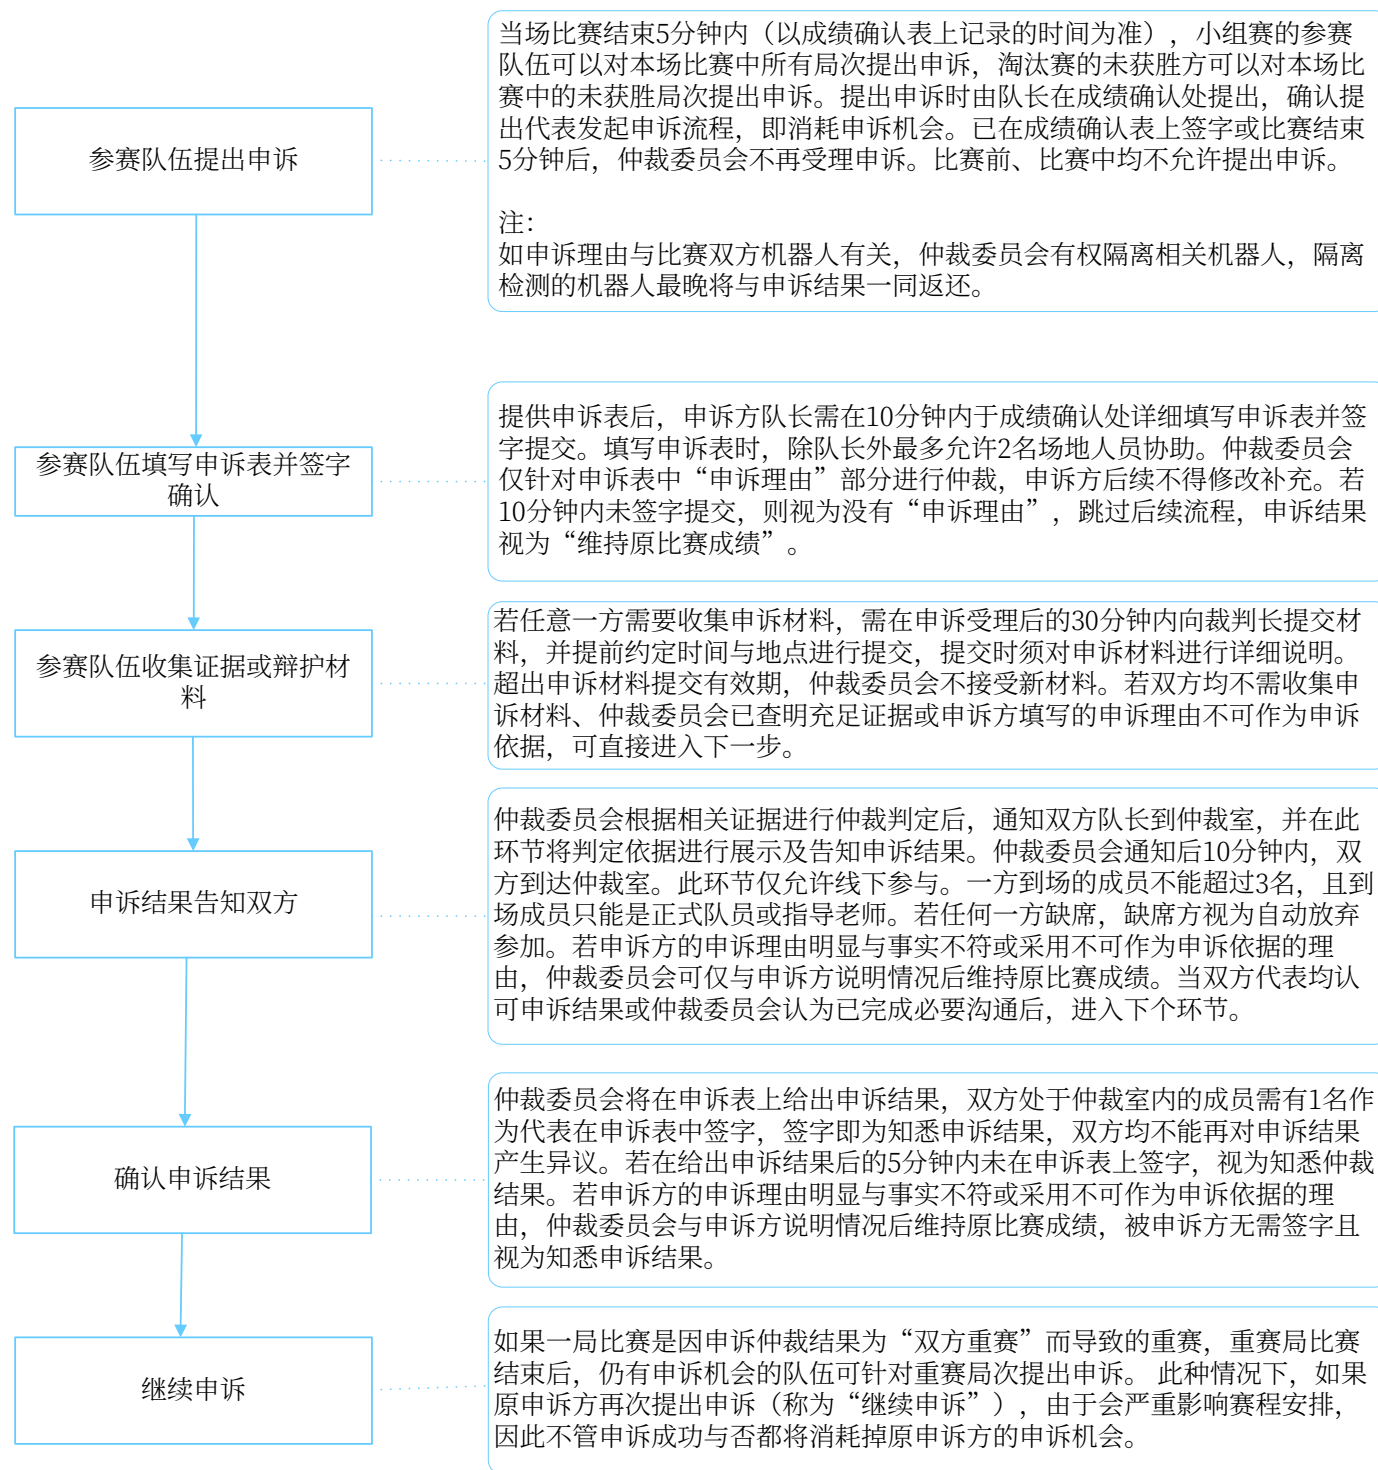 参赛队伍提出申诉
当场比赛结束5分钟内（以成绩确认表上记录的时间为准），小组赛的参赛
队伍可以对本场比赛中所有局次提出申诉，淘汰赛的未获胜方可以对本场比
赛中的未获胜局次提出申诉。提出申诉时由队长在成绩确认处提出，确认提
出代表发起申诉流程，即消耗申诉机会。已在成绩确认表上签字或比赛结束
5分钟后，仲裁委员会不再受理申诉。比赛前、比赛中均不允许提出申诉。
注：
如申诉理由与比赛双方机器人有关，仲裁委员会有权隔离相关机器人，隔离
检测的机器人最晚将与申诉结果一同返还。
参赛队伍填写申诉表并签字
确认
提供申诉表后，申诉方队长需在10分钟内于成绩确认处详细填写申诉表并签
字提交。填写申诉表时，除队长外最多允许2名场地人员协助。仲裁委员会
仅针对申诉表中“申诉理由”部分进行仲裁，申诉方后续不得修改补充。若
10分钟内未签字提交，则视为没有“申诉理由”，跳过后续流程，申诉结果
视为“维持原比赛成绩”。
参赛队伍收集证据或辩护材
料
若任意一方需要收集申诉材料，需在申诉受理后的30分钟内向裁判长提交材
料，并提前约定时间与地点进行提交，提交时须对申诉材料进行详细说明。
超出申诉材料提交有效期，仲裁委员会不接受新材料。若双方均不需收集申
诉材料、仲裁委员会已查明充足证据或申诉方填写的申诉理由不可作为申诉
依据，可直接进入下一步。
申诉结果告知双方
仲裁委员会根据相关证据进行仲裁判定后，通知双方队长到仲裁室，并在此
环节将判定依据进行展示及告知申诉结果。仲裁委员会通知后10分钟内，双
方到达仲裁室。此环节仅允许线下参与。一方到场的成员不能超过3名，且到
场成员只能是正式队员或指导老师。若任何一方缺席，缺席方视为自动放弃
参加。若申诉方的申诉理由明显与事实不符或采用不可作为申诉依据的理
由，仲裁委员会可仅与申诉方说明情况后维持原比赛成绩。当双方代表均认
可申诉结果或仲裁委员会认为已完成必要沟通后，进入下个环节。
确认申诉结果
仲裁委员会将在申诉表上给出申诉结果，双方处于仲裁室内的成员需有1名作
为代表在申诉表中签字，签字即为知悉申诉结果，双方均不能再对申诉结果
产生异议。若在给出申诉结果后的5分钟内未在申诉表上签字，视为知悉仲裁
结果。若申诉方的申诉理由明显与事实不符或采用不可作为申诉依据的理
由，仲裁委员会与申诉方说明情况后维持原比赛成绩，被申诉方无需签字且
视为知悉申诉结果。
继续申诉
如果一局比赛是因申诉仲裁结果为“双方重赛”而导致的重赛，重赛局比赛
结束后，仍有申诉机会的队伍可针对重赛局次提出申诉。 此种情况下，如果
原申诉方再次提出申诉（称为“继续申诉”），由于会严重影响赛程安排，
因此不管申诉成功与否都将消耗掉原申诉方的申诉机会。